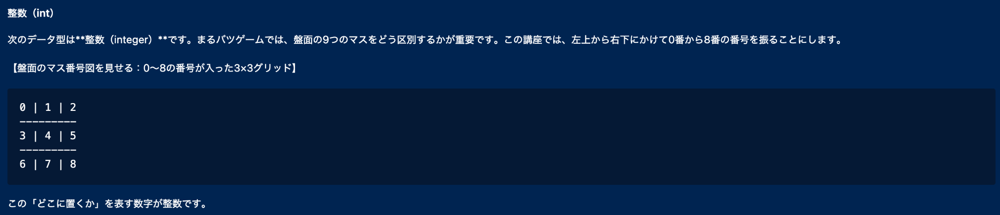 整数（int）
次のデータ型は**整数（integer）**です。まるバツゲームでは、盤面の9つのマスをどう区別するかが重要です。この講座では、左上から右下にかけて0番から8番の番号を振ることにします。
【盤面のマス番号図を見せる：0〜8の番号が入った3×3グリッド】
0 | 1 | 2
---------
3 | 4 | 5
---------
6 | 7 | 8
この「どこに置くか」を表す数字が整数です。